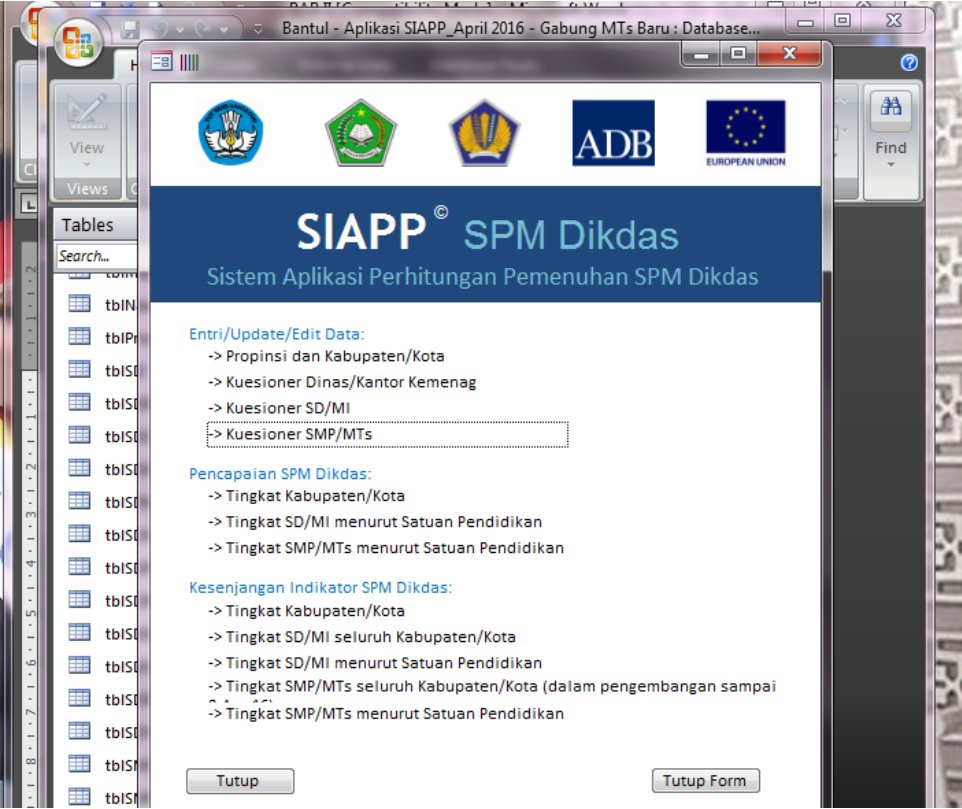 Bantul - Aplikasi SIAPP_April 2016 - Gabung MTs Baru : Database...
View
Views
Find
Tables
Search...
ADB
EUROPEAN UNION
SIAPP© SPM Dikdas
Sistem Aplikasi Perhitungan Pemenuhan SPM Dikdas
Entri/Update/Edit Data:
-> Propinsi dan Kabupaten/Kota
-> Kuesioner Dinas/Kantor Kemenag
-> Kuesioner SD/MI
-> Kuesioner SMP/MTs
Pencapaian SPM Dikdas:
-> Tingkat Kabupaten/Kota
-> Tingkat SD/MI menurut Satuan Pendidikan
-> Tingkat SMP/MTs menurut Satuan Pendidikan
Kesenjangan Indikator SPM Dikdas:
-> Tingkat Kabupaten/Kota
-> Tingkat SD/MI seluruh Kabupaten/Kota
-> Tingkat SD/MI menurut Satuan Pendidikan
-> Tingkat SMP/MTs seluruh Kabupaten/Kota (dalam pengembangan sampai
-> Tingkat SMP/MTs menurut Satuan Pendidikan
Tutup
Tutup Form